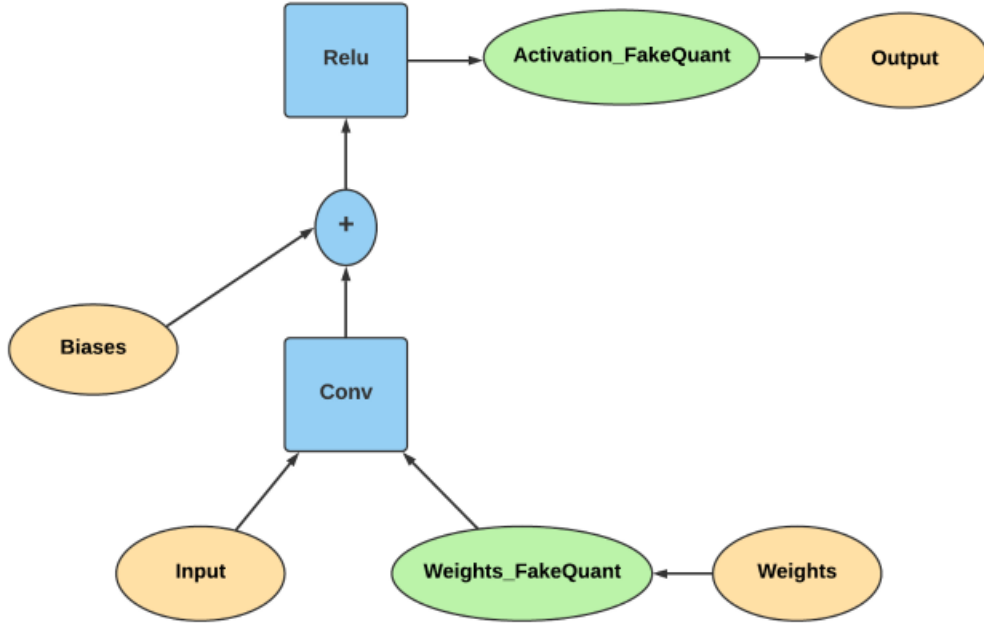 Relu
Activation_FakeQuant
Output
+
Biases
Conv
Input
Weights_FakeQuant
Weights